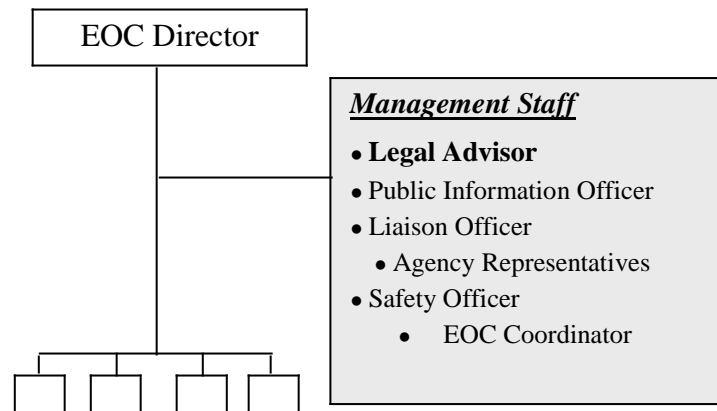 EOC Director
Management Staff
• Legal Advisor
• Public Information Officer
• Liaison Officer
• Agency Representatives
• Safety Officer
• EOC Coordinator